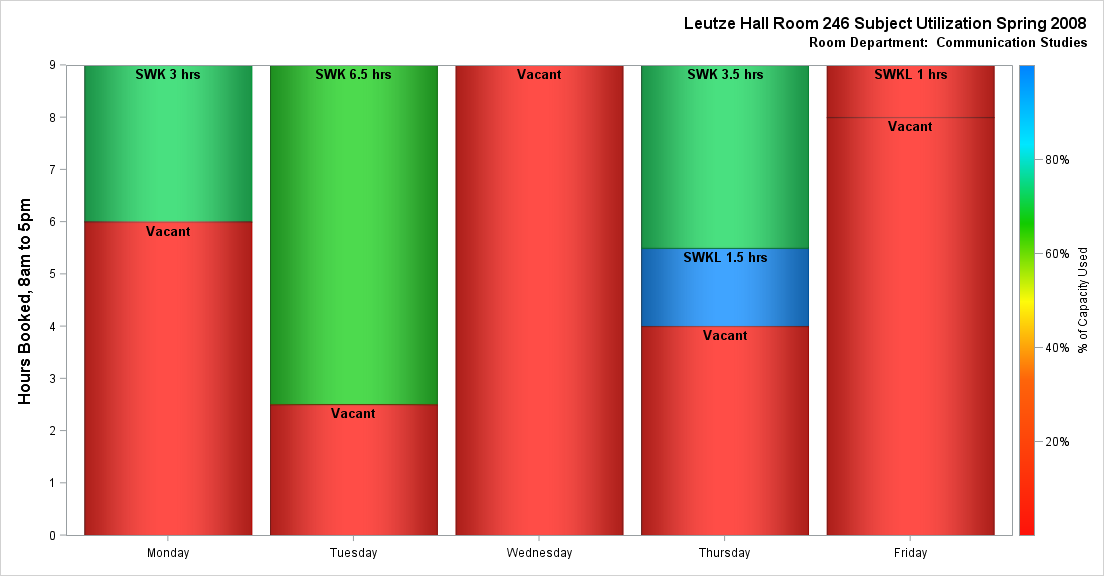 Leutze Hall Room 246 Subject Utilization Spring 2008
Room Department:  Communication Studies
Hours Booked, 8am to 5pm
9
8
7
6
5
4
3
2
1
0
SWK 3 hrs
Vacant
SWK 6.5 hrs
Vacant
Vacant
SWK 3.5 hrs
SWKL 1.5 hrs
Vacant
SWKL 1 hrs
Vacant
Monday
Tuesday
Wednesday
Thursday
Friday
80%
60%
40%
20%
% of Capacity Used